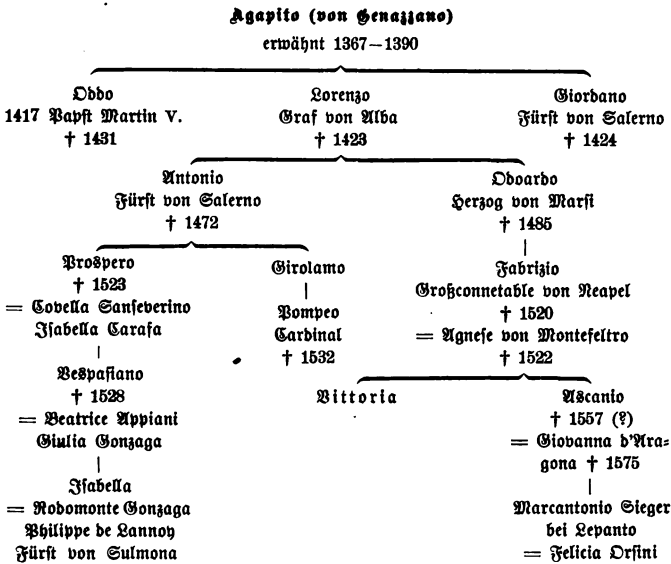 Agapito (von Genazzano)
erwähnt 1367–1390
Oddo
1417 Papst Martin V.
† 1431
Lorenzo
Graf von Alba
† 1423
Giordano
Fürst von Salerno
† 1424
Antonio
Fürst von Salerno
† 1472
Odoardo
Herzog von Marsi
† 1485
Prospero
† 1523
= Covella Sanseverino
Isabella Carafa
Girolamo
Pompeo
Cardinal
† 1532
Fabrizio
Großconnetable von Neapel
† 1520
= Agnese von Montefeltro
† 1522
Vespasiano
† 1528
= Beatrice Appiani
Giulia Gonzaga
Vittoria
Ascanio
† 1557 (?)
= Giovanna d'Ara-
gona † 1575
Isabella
= Rodomonte Gonzaga
Philippe de Lannoy
Fürst von Sulmona
Marcantonio Sieger
bei Lepanto
= Felicia Orsini